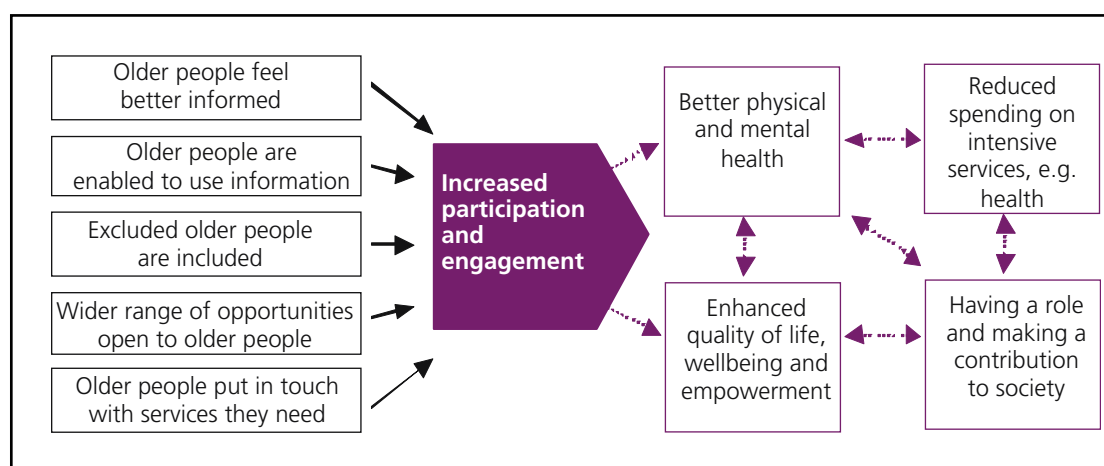 Older people feel
better informed
Older people are
enabled to use information
Excluded older people
are included
Wider range of opportunities
open to older people
Older people put in touch
with services they need
Increased
participation
and
engagement
Better physical
and mental
health
Enhanced
quality of life,
wellbeing and
empowerment
Reduced
spending on
intensive
services, e.g.
health
Having a role
and making a
contribution
to society